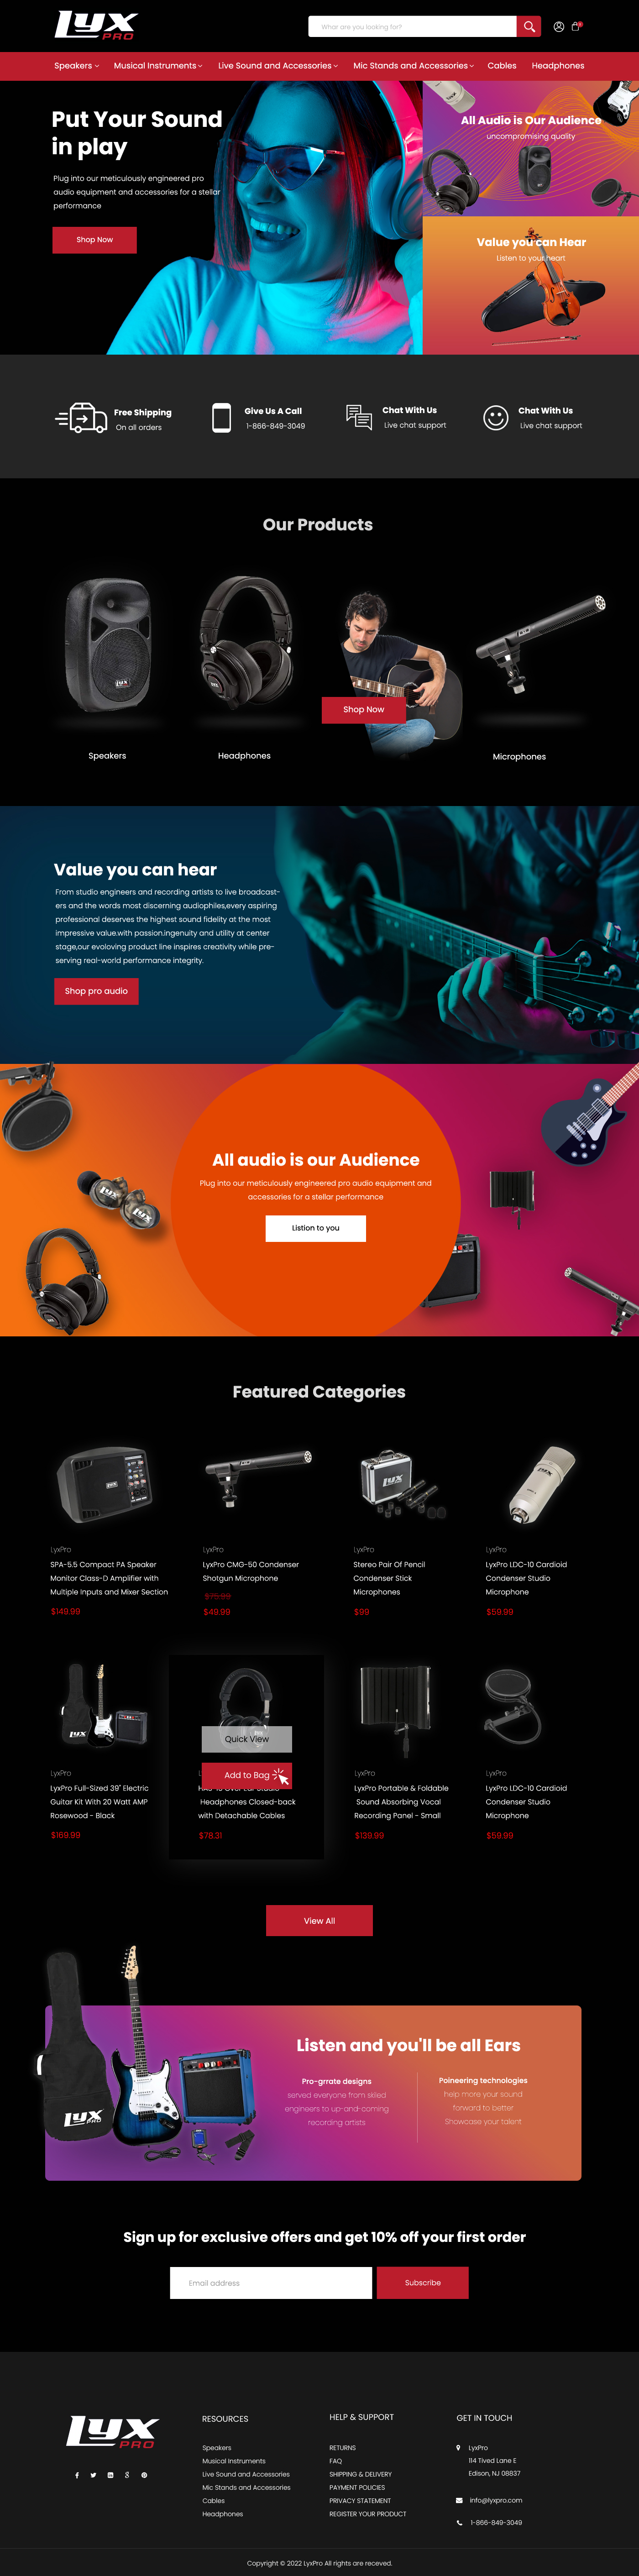 LYX
PRO
Whar are you looking for?
Speakers
Musical Instruments
Live Sound and Accessories
Mic Stands and Accessories
Cables
Headphones
Put Your Sound
in play
Plug into our meticulously engineered pro
audio equipment and accessories for a stellar
performance
Shop Now
All Audio is Our Audience
uncompromising quality
Value you can Hear
Listen to your heart
Free Shipping
On all orders
Give Us A Call
1-866-849-3049
Chat With Us
Live chat support
Chat With Us
Live chat support
Our Products
Shop Now
Speakers
Headphones
Microphones
Value you can hear
From studio engineers and recording artists to live broadcast-
ers and the words most discerning audiophiles,every aspiring
professional deserves the highest sound fidelity at the most
impressive value.with passion.ingenuity and utility at center
stage,our evoloving product line inspires creativity while pre-
serving real-world performance integrity.
Shop pro audio
All audio is our Audience
Plug into our meticulously engineered pro audio equipment and
accessories for a stellar performance
Listion to you
Featured Categories
LyxPro
SPA-5.5 Compact PA Speaker
Monitor Class-D Amplifier with
Multiple Inputs and Mixer Section
$149.99
LyxPro
LyxPro CMG-50 Condenser
Shotgun Microphone
$49.99
LyxPro
Stereo Pair Of Pencil
Condenser Stick
Microphones
$99
LyxPro
LyxPro LDC-10 Cardioid
Condenser Studio
Microphone
$59.99
LyxPro
LyxPro Full-Sized 39" Electric
Guitar Kit With 20 Watt AMP
Rosewood - Black
$169.99
Quick View
Add to Bag
Headphones Closed-back
with Detachable Cables
$78.31
LyxPro
LyxPro Portable & Foldable
Sound Absorbing Vocal
Recording Panel - Small
$139.99
LyxPro
LyxPro LDC-10 Cardioid
Condenser Studio
Microphone
$59.99
View All
LYX
PRO
Listen and you'll be all Ears
Pro-grrate designs
served everyone from skiled
engineers to up-and-coming
recording artists
Poineering technologies
help more your sound
forward to better
Showcase your talent
Sign up for exclusive offers and get 10% off your first order
Email address
Subscribe
LYX
PRO
RESOURCES
Speakers
Musical Instruments
Live Sound and Accessories
Mic Stands and Accessories
Cables
Headphones
HELP & SUPPORT
RETURNS
FAQ
SHIPPING & DELIVERY
PAYMENT POLICIES
PRIVACY STATEMENT
REGISTER YOUR PRODUCT
GET IN TOUCH
LyxPro
114 Tived Lane E
Edison, NJ 08837
info@lyxpro.com
1-866-849-3049
Copyright © 2022 LyxPro All rights are receved.